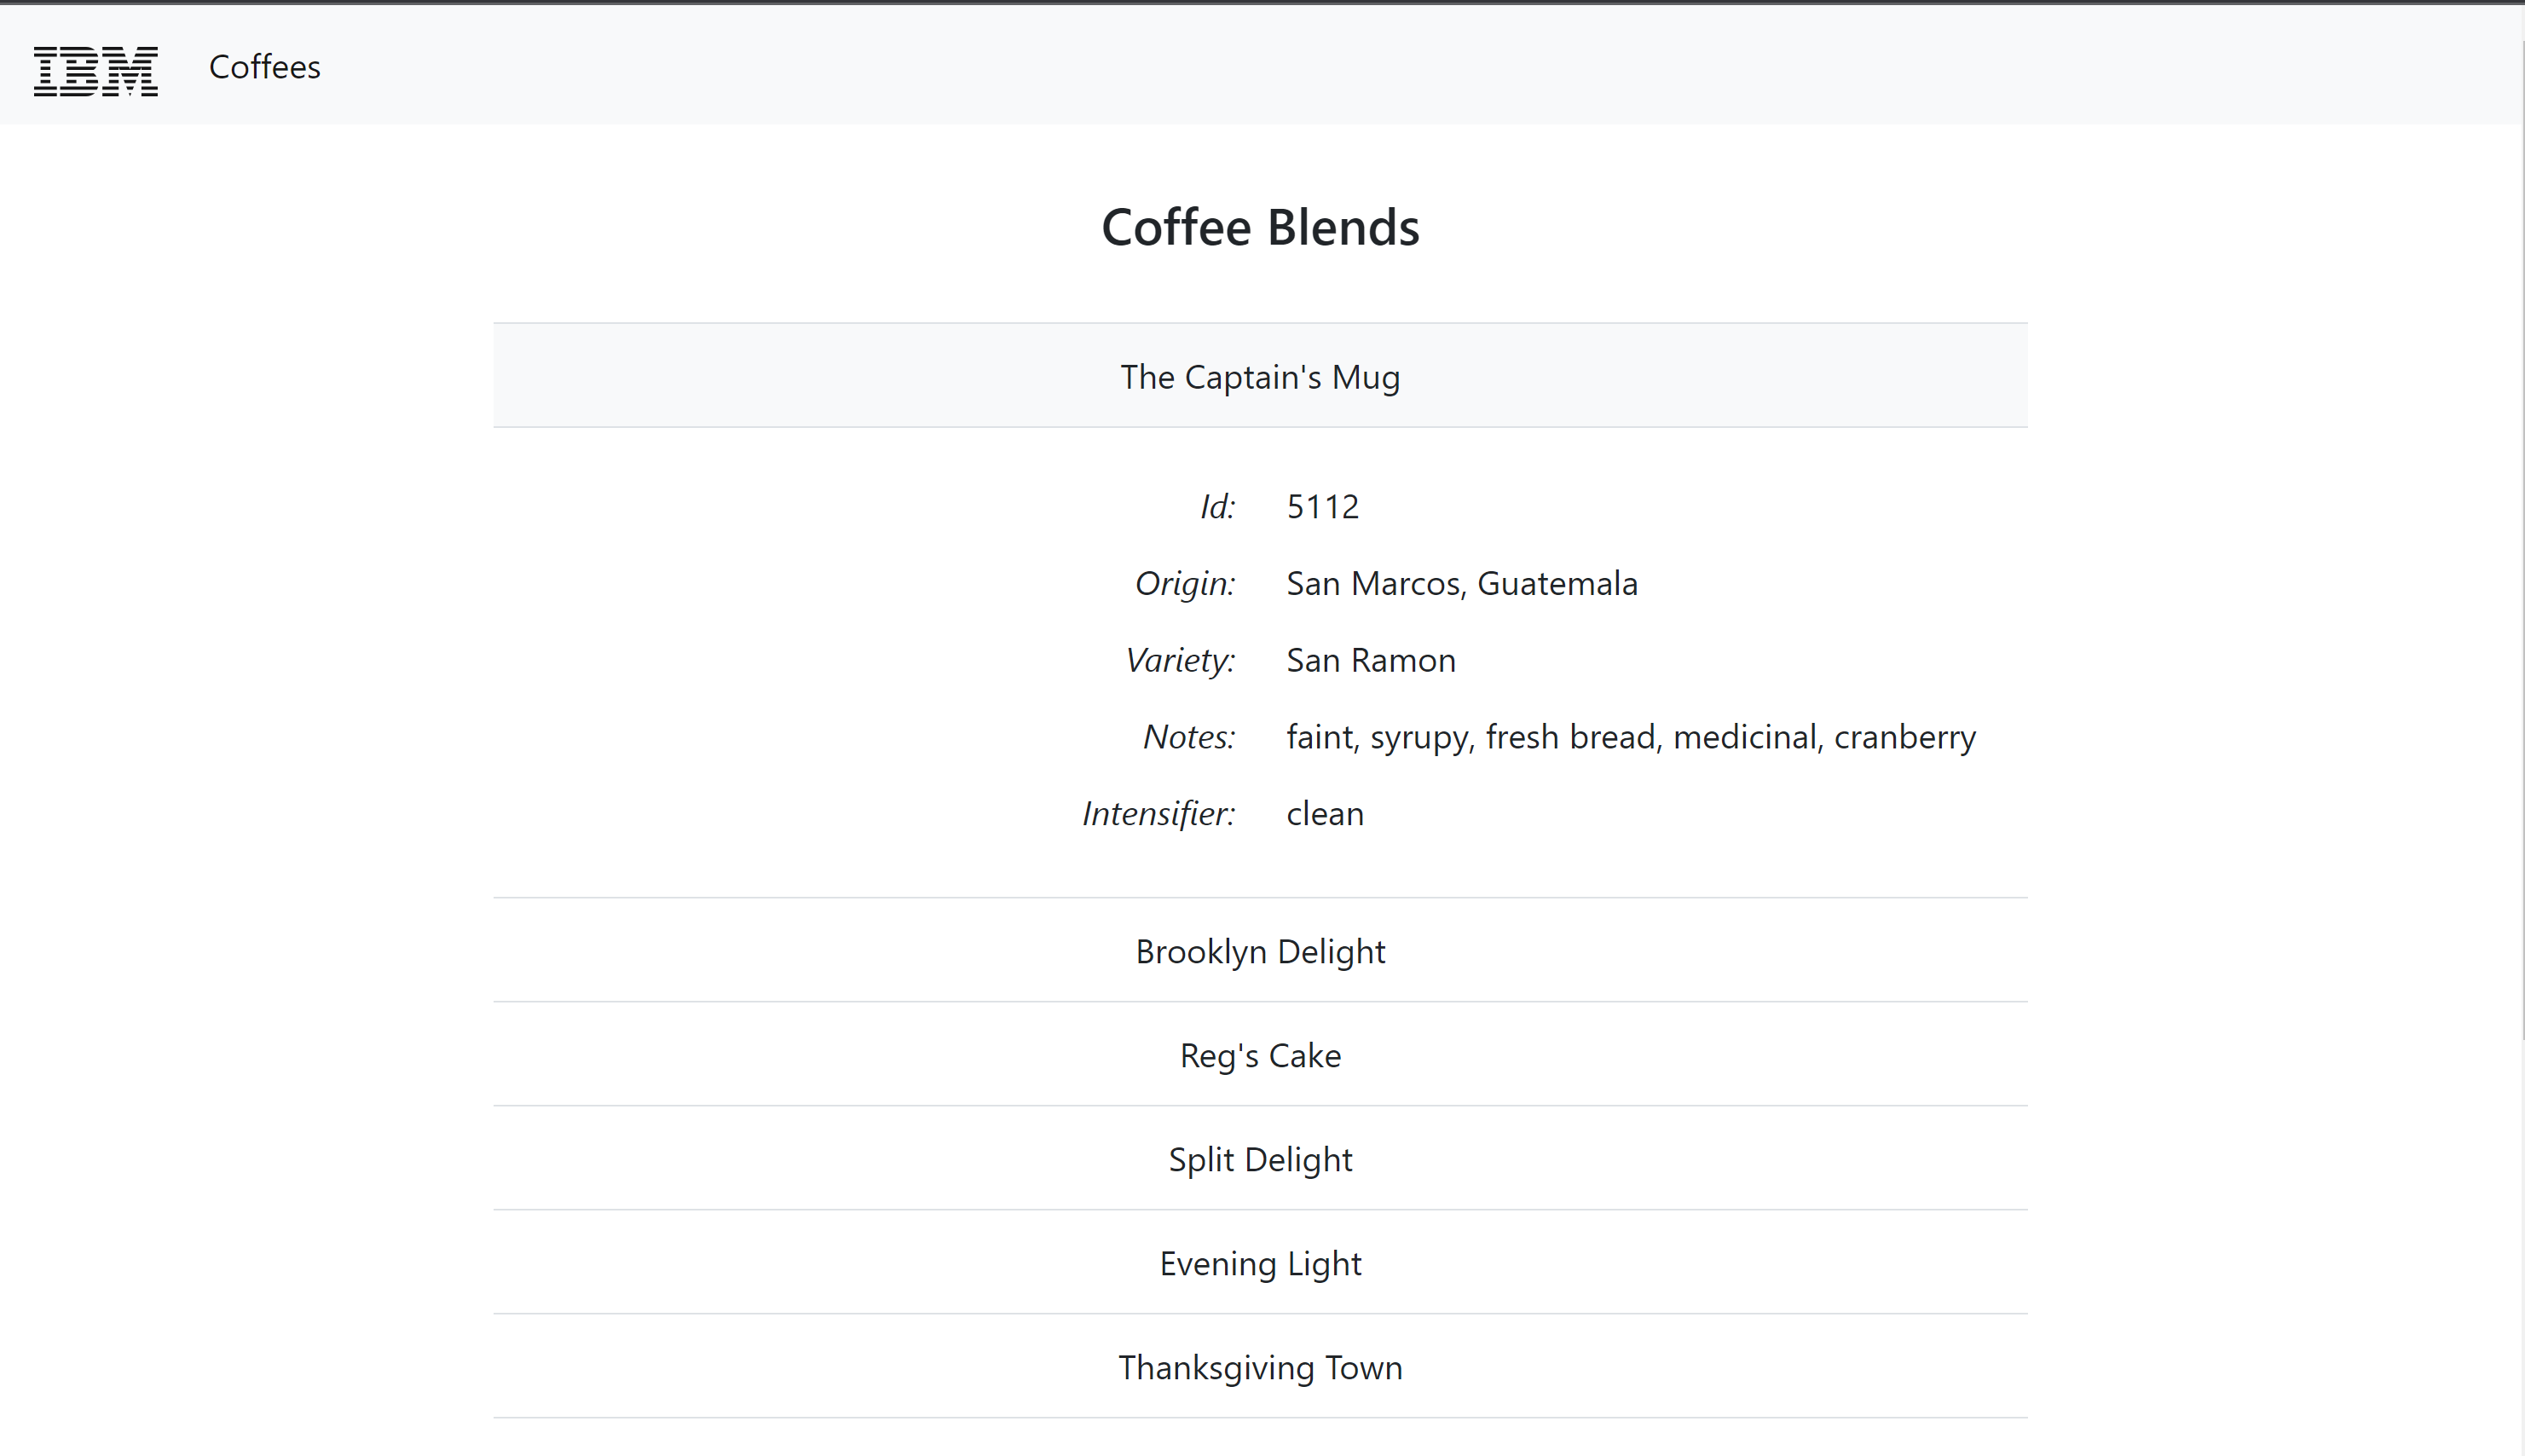 IBM Coffees
Coffee Blends
The Captain's Mug
Id: 5112
Origin: San Marcos, Guatemala
Variety: San Ramon
Notes: faint, syrupy, fresh bread, medicinal, cranberry
Intensifier: clean
Brooklyn Delight
Reg's Cake
Split Delight
Evening Light
Thanksgiving Town